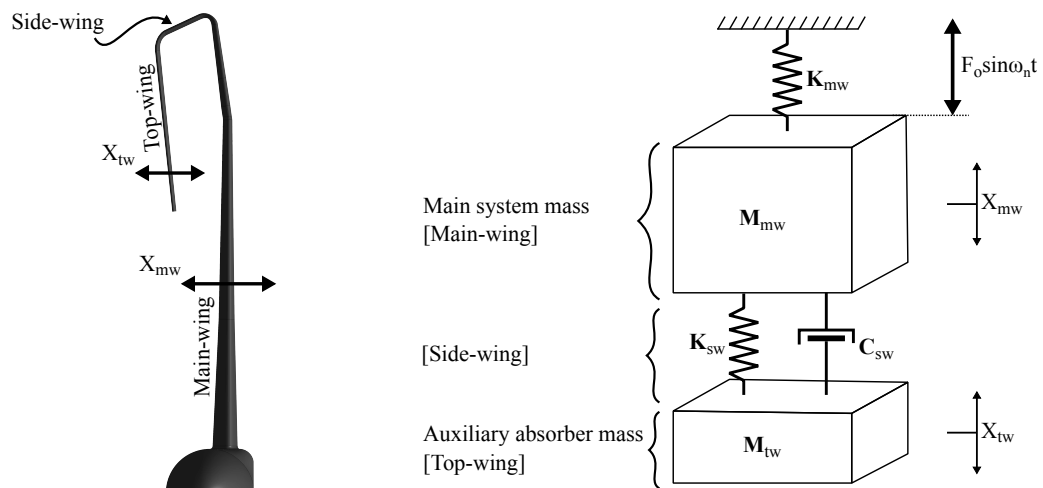 Side-wing
Top-wing
X_tw
X_mw
Main-wing
K_mw
F_o sinω_n t
Main system mass
[Main-wing]
M_mw
X_mw
[Side-wing]
K_sw
C_sw
Auxiliary absorber mass
[Top-wing]
M_tw
X_tw